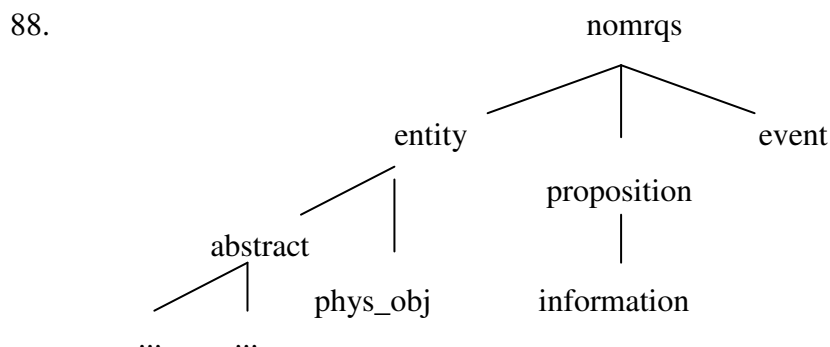 88. nomrqs
entity event
proposition
abstract
phys_obj information
... ...